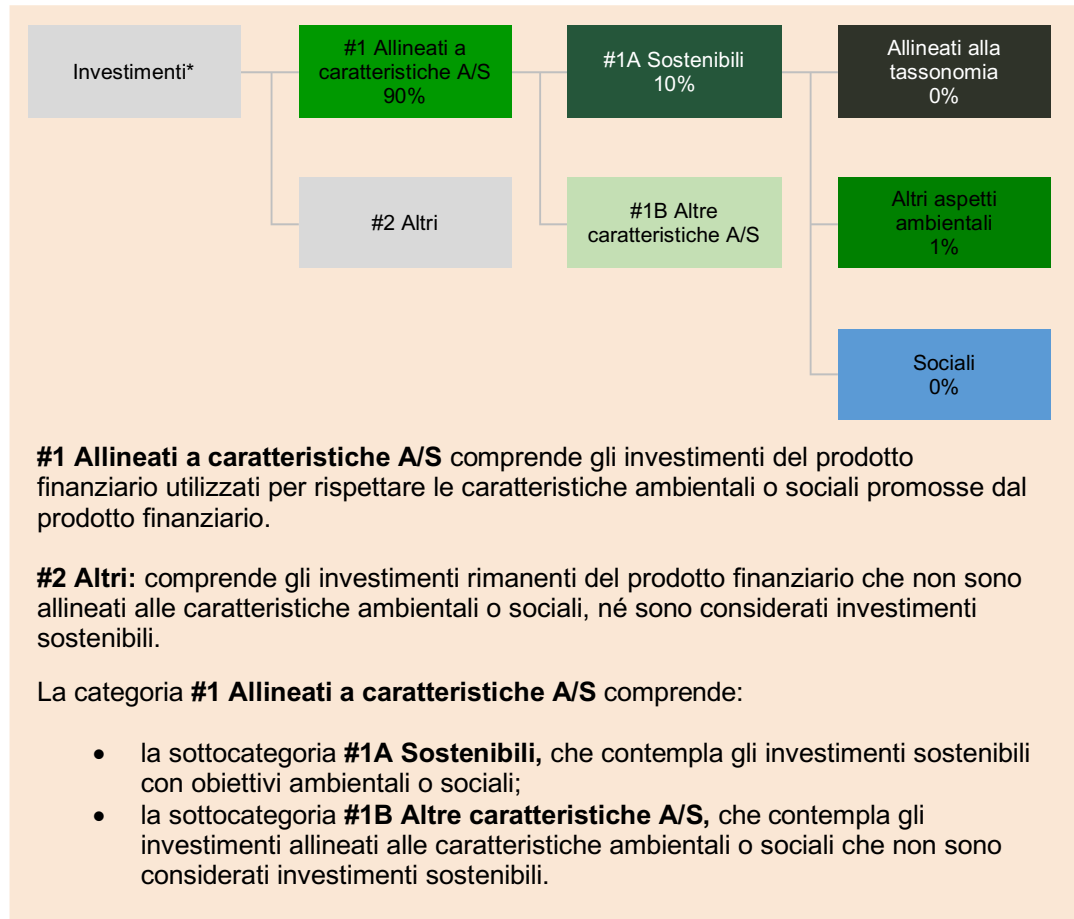 Investimenti*
#1 Allineati a
caratteristiche A/S
90%
#1A Sostenibili
10%
Allineati alla
tassonomia
0%
#2 Altri
#1B Altre
caratteristiche A/S
Altri aspetti
ambientali
1%
Sociali
0%
#1 Allineati a caratteristiche A/S comprende gli investimenti del prodotto
finanziario utilizzati per rispettare le caratteristiche ambientali o sociali promosse dal
prodotto finanziario.
#2 Altri: comprende gli investimenti rimanenti del prodotto finanziario che non sono
allineati alle caratteristiche ambientali o sociali, né sono considerati investimenti
sostenibili.
La categoria #1 Allineati a caratteristiche A/S comprende:
• la sottocategoria #1A Sostenibili, che contempla gli investimenti sostenibili
con obiettivi ambientali o sociali;
• la sottocategoria #1B Altre caratteristiche A/S, che contempla gli
investimenti allineati alle caratteristiche ambientali o sociali che non sono
considerati investimenti sostenibili.